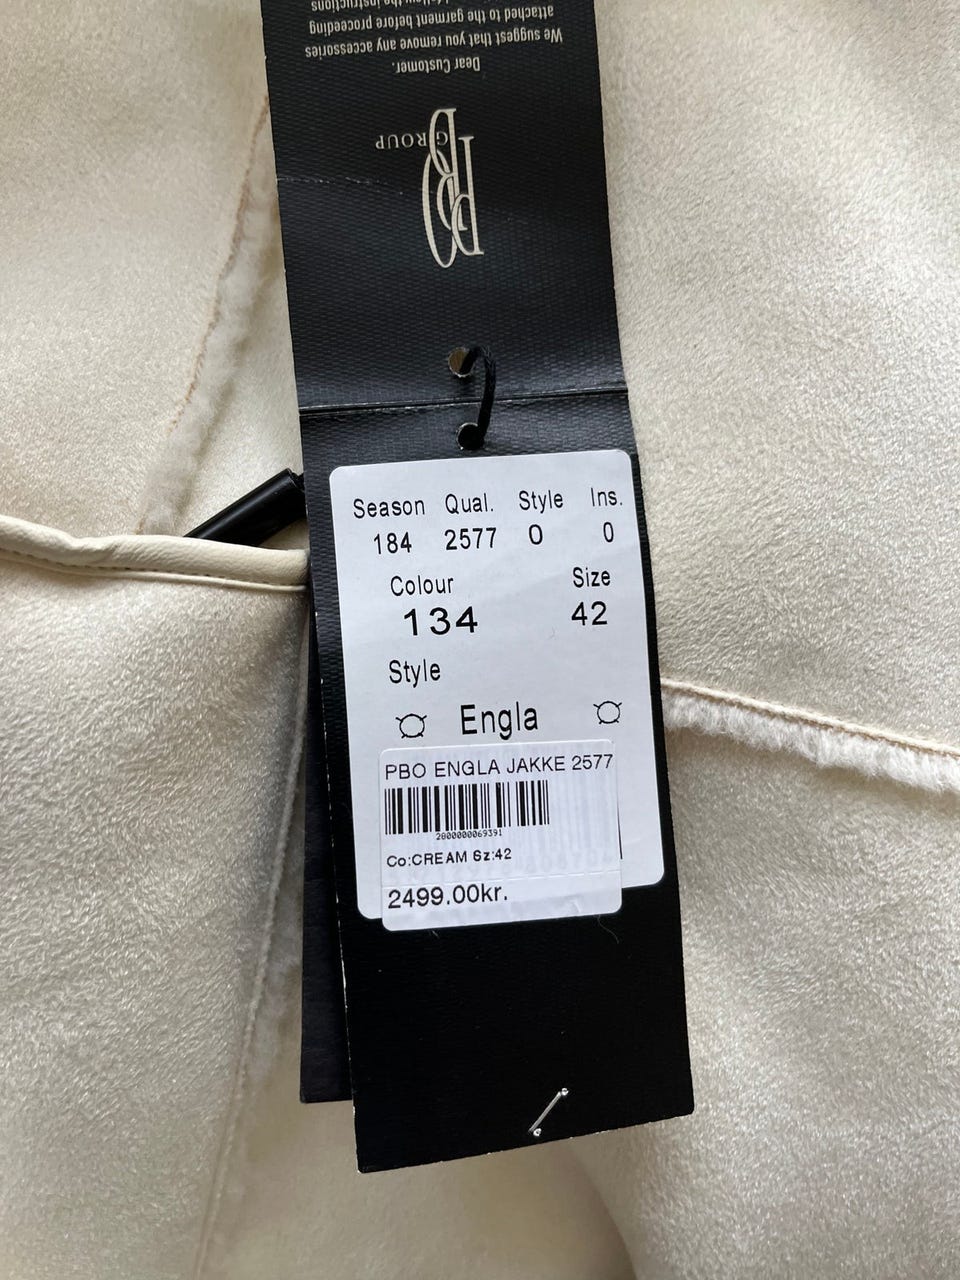 Dear Customer.
We suggest that you remove any accessories
attached to the garment before proceeding
PBO
GROUP
Season Qual. Style Ins.
184 2577 0 0
Colour Size
134 42
Style
¤ Engla ¤
PBO ENGLA JAKKE 2577
2800000069391
Co:CREAM Sz:42
2499.00kr.